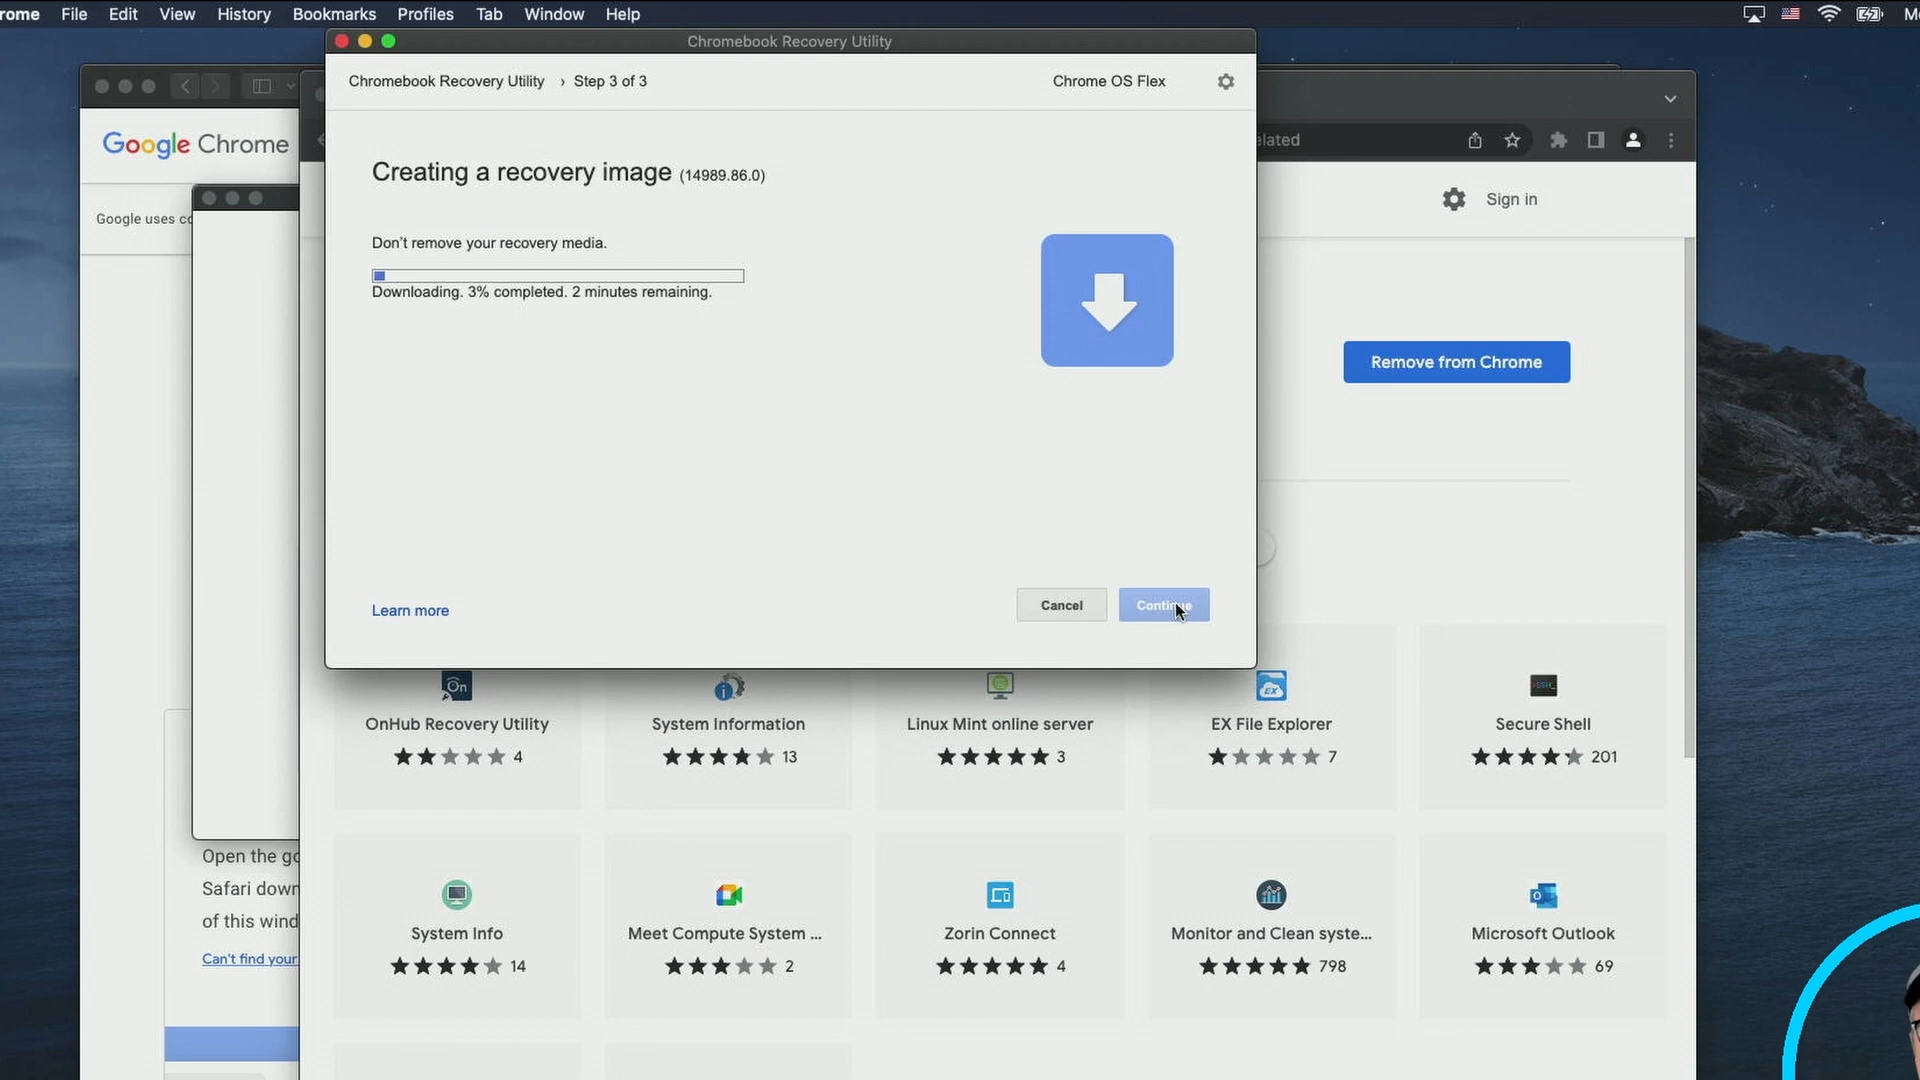 rome File Edit View History Bookmarks Profiles Tab Window Help
Chromebook Recovery Utility
Chromebook Recovery Utility › Step 3 of 3
Chrome OS Flex
Creating a recovery image (14989.86.0)
Don't remove your recovery media.
Downloading. 3% completed. 2 minutes remaining.
Learn more
Cancel
Continue
Google Chrome
Google uses co
Open the go
Safari down
of this wind
Can't find your
elated
Sign in
Remove from Chrome
OnHub Recovery Utility
4
System Information
13
Linux Mint online server
3
EX File Explorer
7
Secure Shell
201
System Info
14
Meet Compute System ...
2
Zorin Connect
4
Monitor and Clean syste...
798
Microsoft Outlook
69